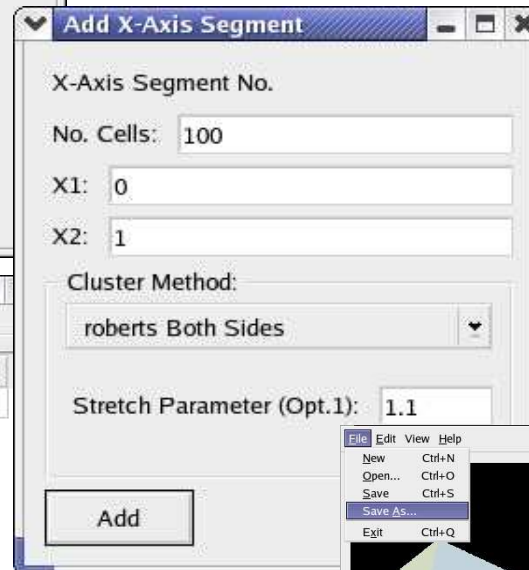 Add X-Axis Segment
X-Axis Segment No.
No. Cells: 100
X1: 0
X2: 1
Cluster Method:
roberts Both Sides
Stretch Parameter (Opt.1): 1.1
Add
File Edit View Help
New Ctrl+N
Open... Ctrl+O
Save Ctrl+S
Save As...
Exit Ctrl+Q